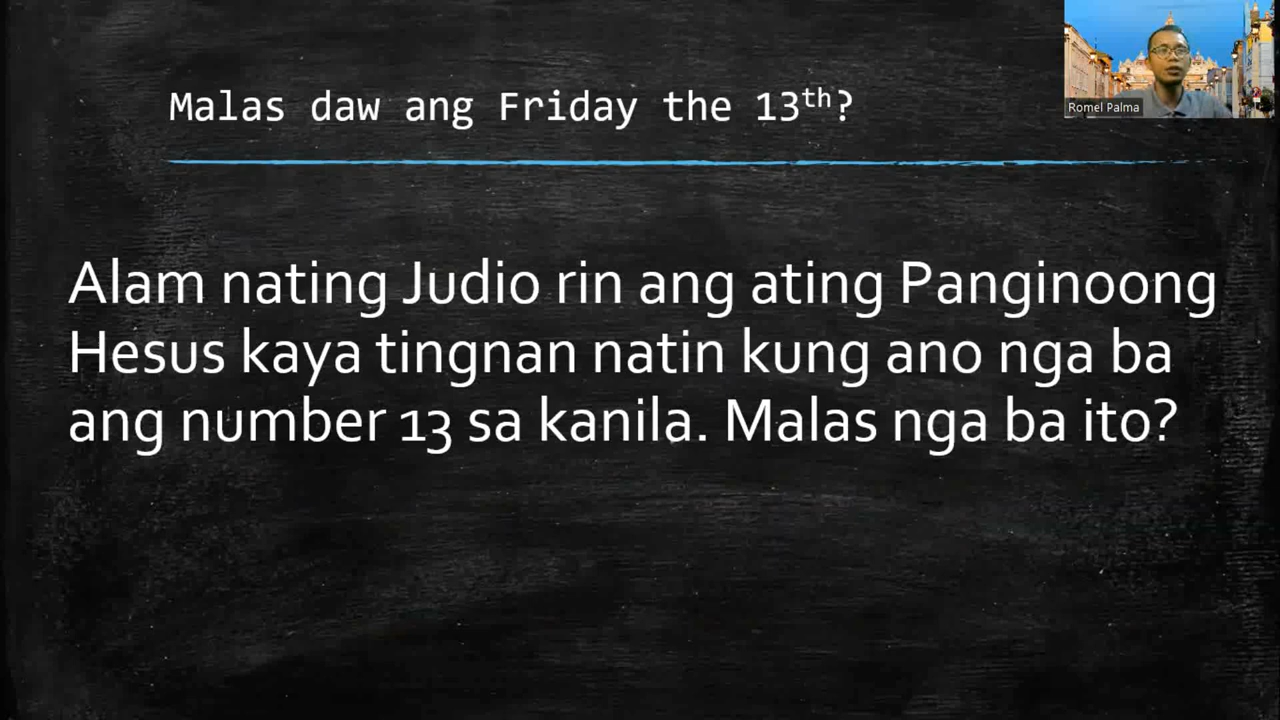 Malas daw ang Friday the 13th?
Romel Palma
Alam nating Judio rin ang ating Panginoong
Hesus kaya tingnan natin kung ano nga ba
ang number 13 sa kanila. Malas nga ba ito?